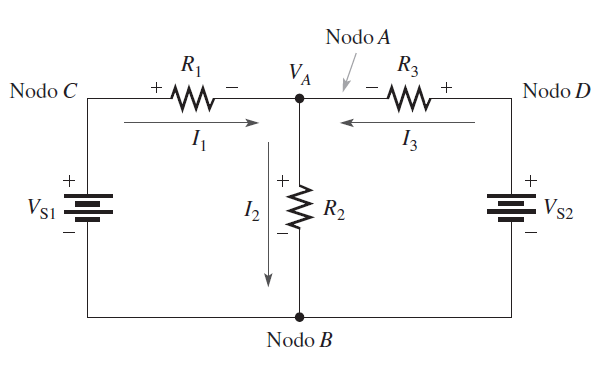 Nodo A
R1
VA
R3
Nodo C
+ − − +
Nodo D
I1
I3
+ + +
VS1
I2
R2
VS2
− − −
Nodo B